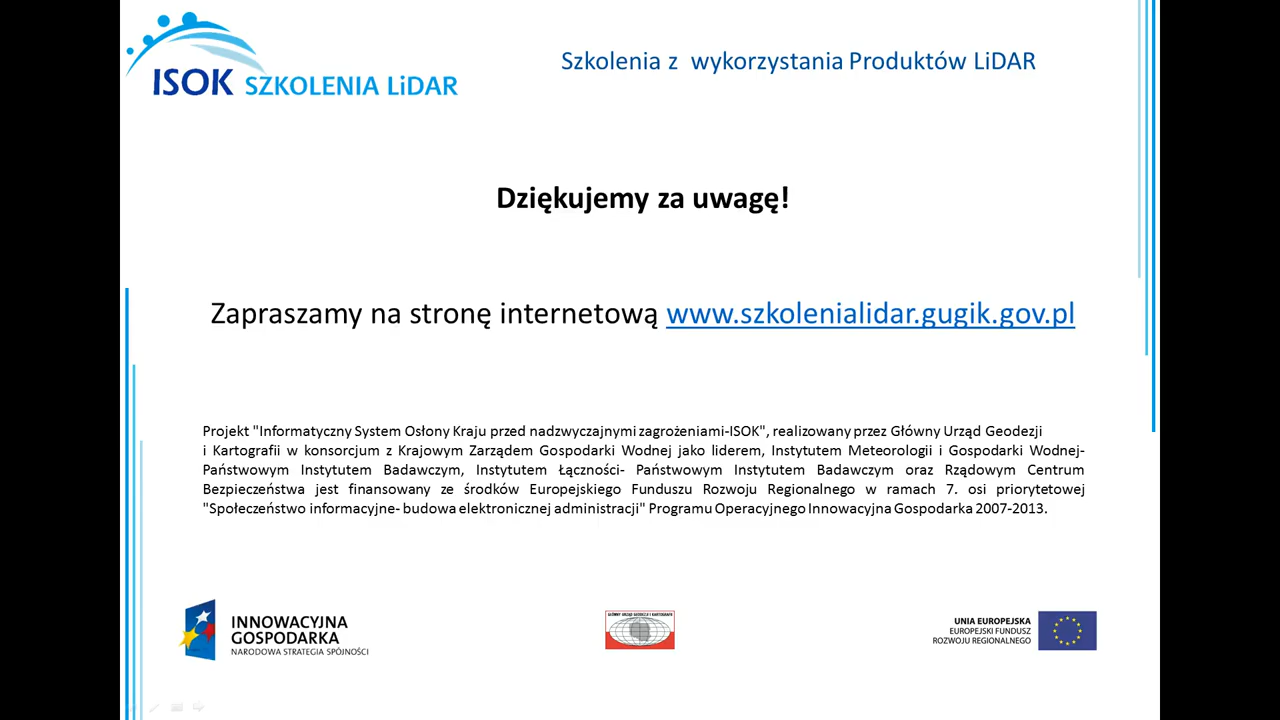 ISOK SZKOLENIA LiDAR
Szkolenia z wykorzystania Produktów LiDAR
Dziękujemy za uwagę!
Zapraszamy na stronę internetową www.szkolenialidar.gugik.gov.pl
Projekt "Informatyczny System Osłony Kraju przed nadzwyczajnymi zagrożeniami-ISOK", realizowany przez Główny Urząd Geodezji
i Kartografii w konsorcjum z Krajowym Zarządem Gospodarki Wodnej jako liderem, Instytutem Meteorologii i Gospodarki Wodnej-
Państwowym Instytutem Badawczym, Instytutem Łączności- Państwowym Instytutem Badawczym oraz Rządowym Centrum
Bezpieczeństwa jest finansowany ze środków Europejskiego Funduszu Rozwoju Regionalnego w ramach 7. osi priorytetowej
"Społeczeństwo informacyjne- budowa elektronicznej administracji" Programu Operacyjnego Innowacyjna Gospodarka 2007-2013.
INNOWACYJNA
GOSPODARKA
NARODOWA STRATEGIA SPÓJNOŚCI
GŁÓWNY URZĄD GEODEZJI I KARTOGRAFII
UNIA EUROPEJSKA
EUROPEJSKI FUNDUSZ
ROZWOJU REGIONALNEGO